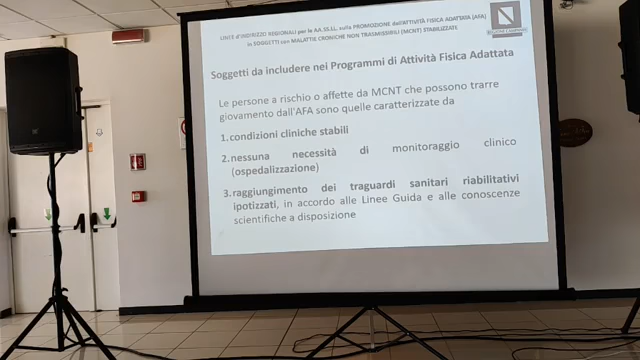 LINEE d'INDIRIZZO REGIONALI per le AA.SS.LL. sulla PROMOZIONE dell'ATTIVITÀ FISICA ADATTATA (AFA)
in SOGGETTI con MALATTIE CRONICHE NON TRASMISSIBILI (MCNT) STABILIZZATE
REGIONE CAMPANIA
Soggetti da includere nei Programmi di Attività Fisica Adattata
Le persone a rischio o affette da MCNT che possono trarre
giovamento dall'AFA sono quelle caratterizzate da
1. condizioni cliniche stabili
2. nessuna necessità di monitoraggio clinico
(ospedalizzazione)
3. raggiungimento dei traguardi sanitari riabilitativi
ipotizzati, in accordo alle Linee Guida e alle conoscenze
scientifiche a disposizione